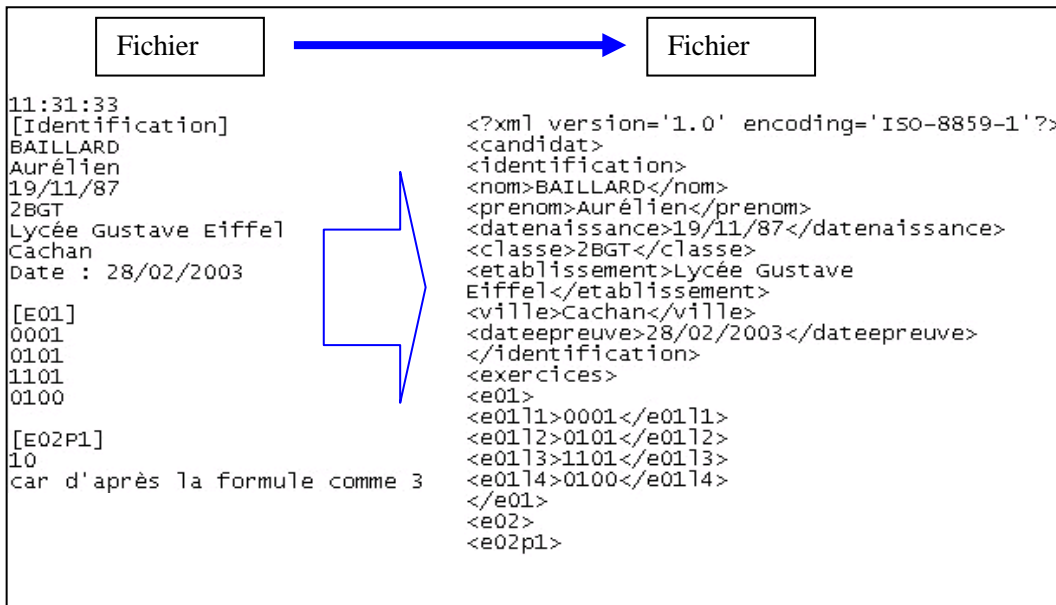 Fichier
Fichier
11:31:33
[Identification]
BAILLARD
Aurélien
19/11/87
2BGT
Lycée Gustave Eiffel
Cachan
Date : 28/02/2003
[E01]
0001
0101
1101
0100
[E02P1]
10
car d'après la formule comme 3
<?xml version='1.0' encoding='ISO-8859-1'?>
<candidat>
<identification>
<nom>BAILLARD</nom>
<prenom>Aurélien</prenom>
<datenaissance>19/11/87</datenaissance>
<classe>2BGT</classe>
<etablissement>Lycée Gustave
Eiffel</etablissement>
<ville>Cachan</ville>
<dateepreuve>28/02/2003</dateepreuve>
</identification>
<exercices>
<e01>
<e01l1>0001</e01l1>
<e01l2>0101</e01l2>
<e01l3>1101</e01l3>
<e01l4>0100</e01l4>
</e01>
<e02>
<e02p1>